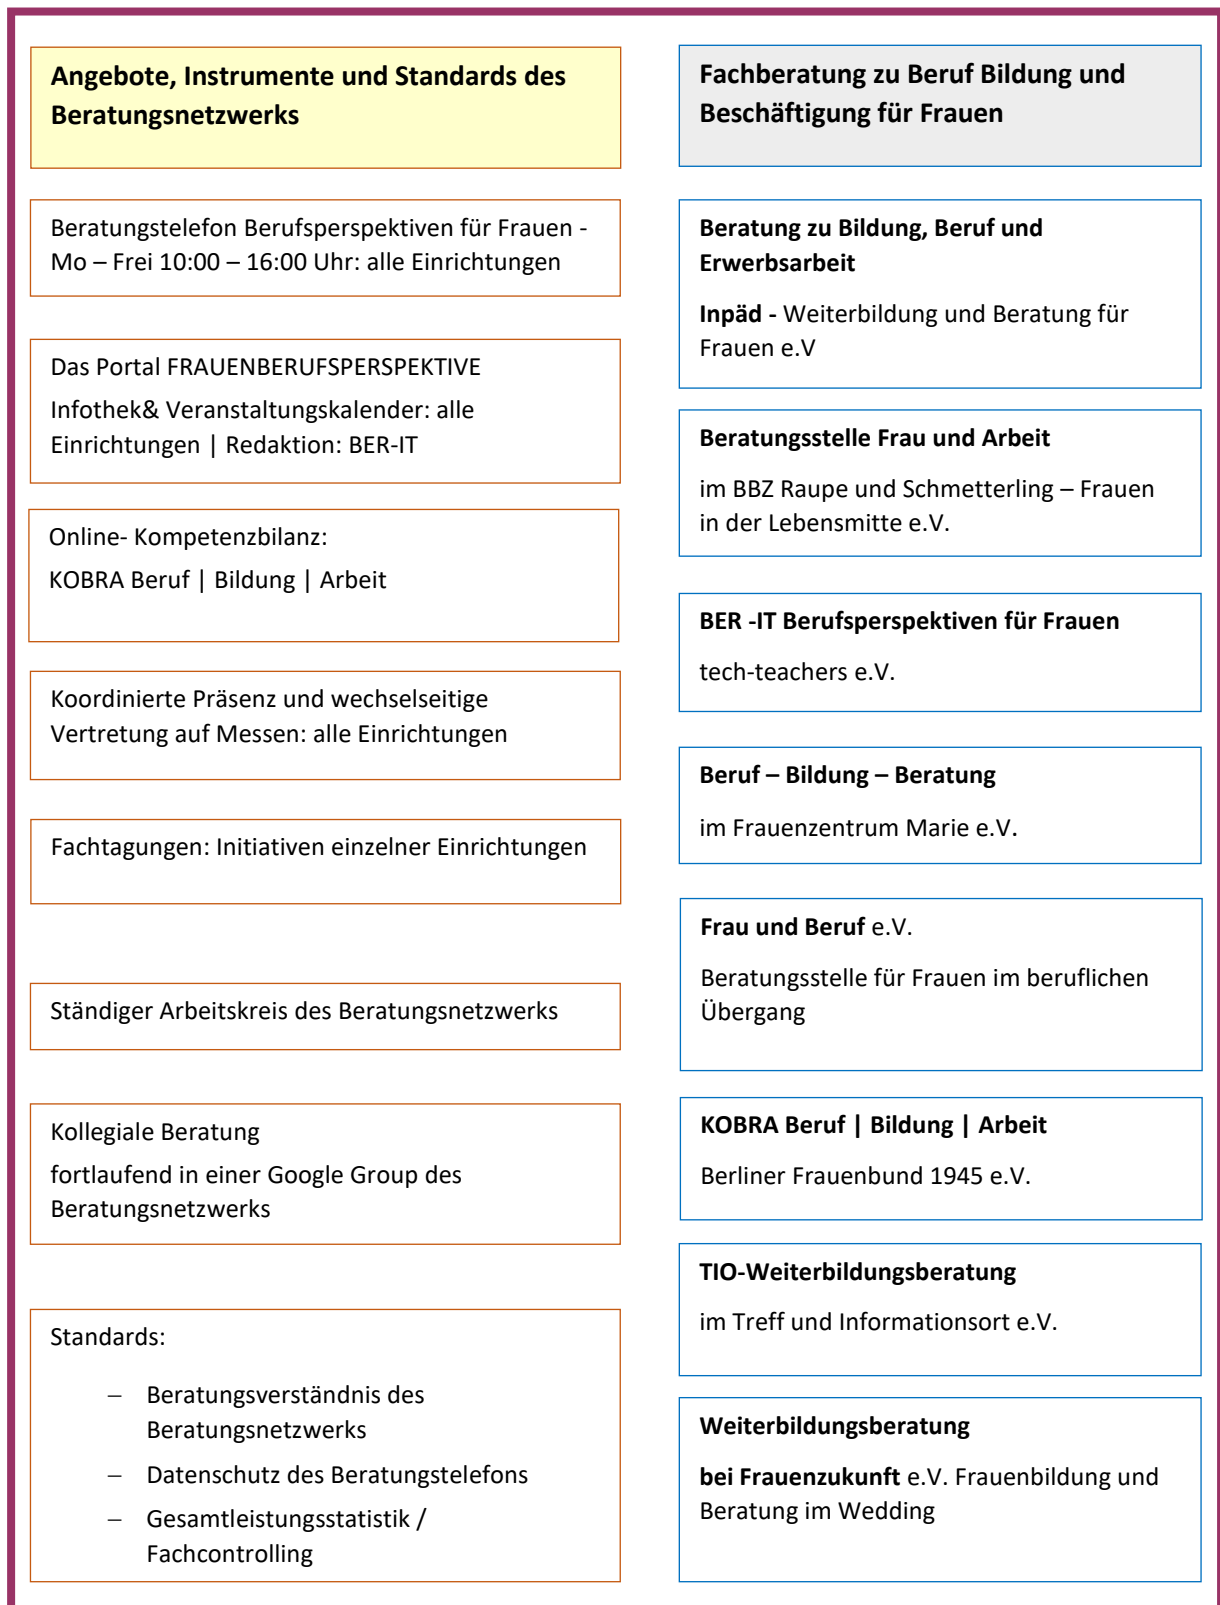 Angebote, Instrumente und Standards des
Beratungsnetzwerks
Beratungstelefon Berufsperspektiven für Frauen -
Mo – Frei 10:00 – 16:00 Uhr: alle Einrichtungen
Das Portal FRAUENBERUFSPERSPEKTIVE
Infothek& Veranstaltungskalender: alle
Einrichtungen | Redaktion: BER-IT
Online- Kompetenzbilanz:
KOBRA Beruf | Bildung | Arbeit
Koordinierte Präsenz und wechselseitige
Vertretung auf Messen: alle Einrichtungen
Fachtagungen: Initiativen einzelner Einrichtungen
Ständiger Arbeitskreis des Beratungsnetzwerks
Kollegiale Beratung
fortlaufend in einer Google Group des
Beratungsnetzwerks
Standards:
– Beratungsverständnis des
Beratungsnetzwerks
– Datenschutz des Beratungstelefons
– Gesamtleistungsstatistik /
Fachcontrolling
Fachberatung zu Beruf Bildung und
Beschäftigung für Frauen
Beratung zu Bildung, Beruf und
Erwerbsarbeit
Inpäd - Weiterbildung und Beratung für
Frauen e.V
Beratungsstelle Frau und Arbeit
im BBZ Raupe und Schmetterling – Frauen
in der Lebensmitte e.V.
BER -IT Berufsperspektiven für Frauen
tech-teachers e.V.
Beruf – Bildung – Beratung
im Frauenzentrum Marie e.V.
Frau und Beruf e.V.
Beratungsstelle für Frauen im beruflichen
Übergang
KOBRA Beruf | Bildung | Arbeit
Berliner Frauenbund 1945 e.V.
TIO-Weiterbildungsberatung
im Treff und Informationsort e.V.
Weiterbildungsberatung
bei Frauenzukunft e.V. Frauenbildung und
Beratung im Wedding